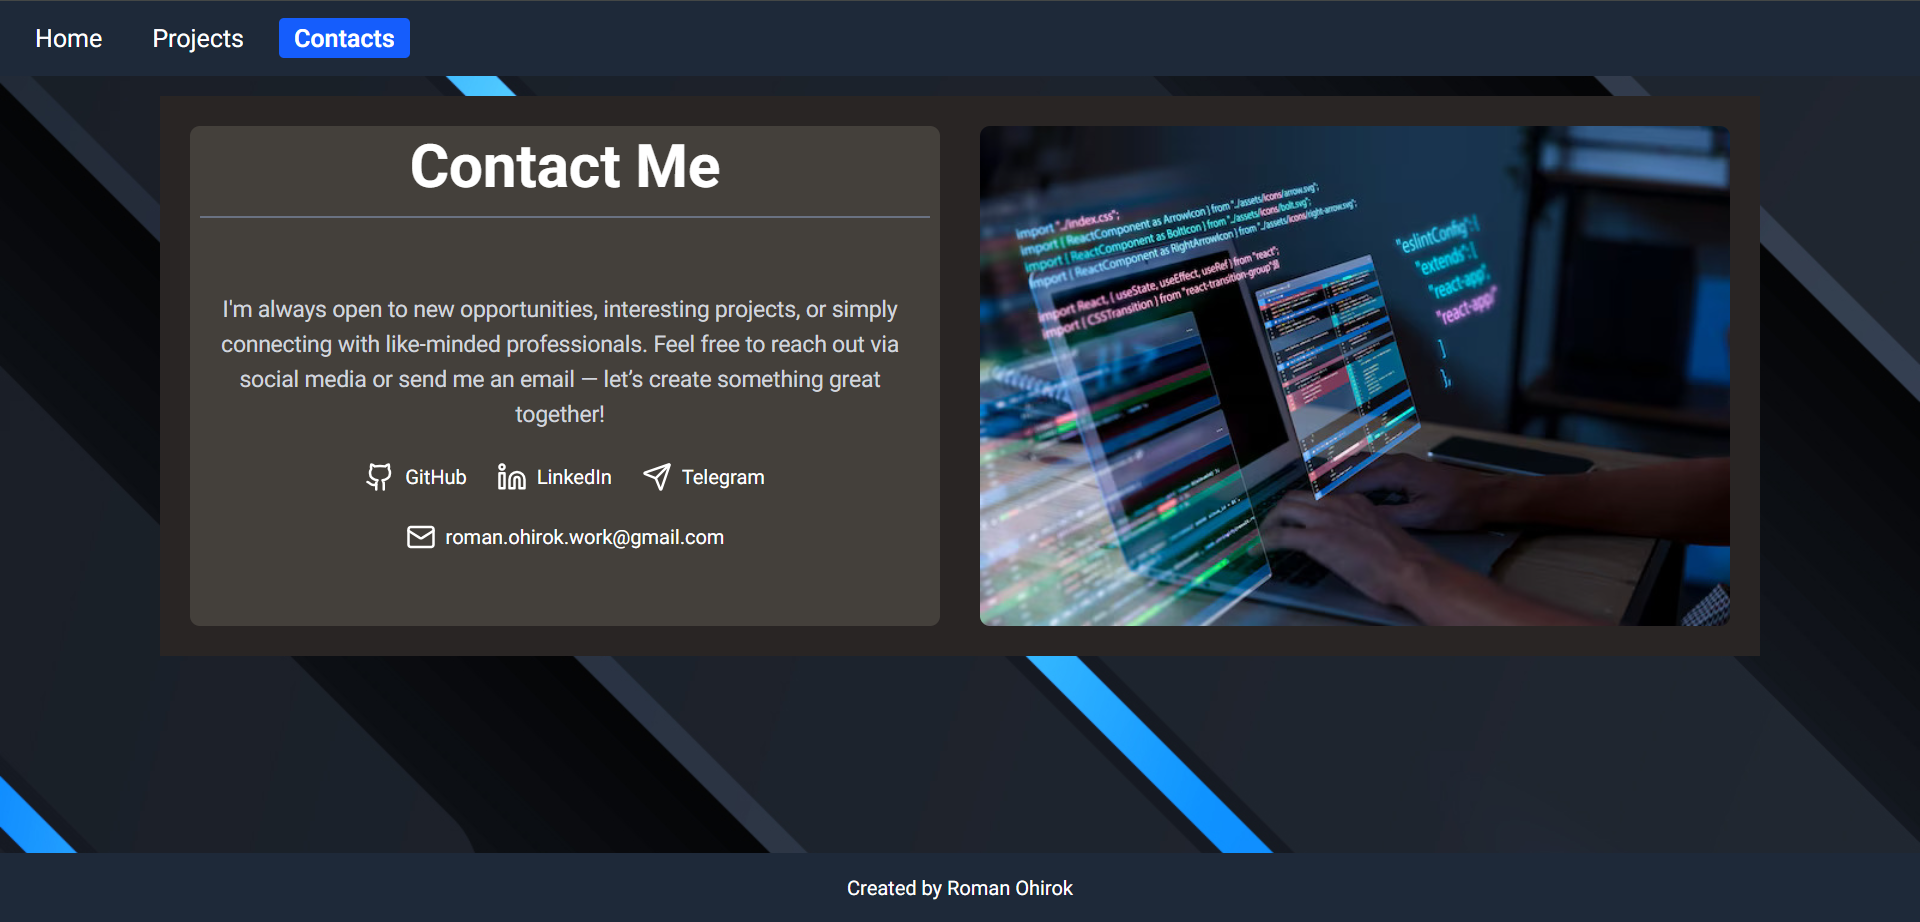 Home Projects Contacts
Contact Me
I'm always open to new opportunities, interesting projects, or simply
connecting with like-minded professionals. Feel free to reach out via
social media or send me an email — let’s create something great
together!
GitHub LinkedIn Telegram
roman.ohirok.work@gmail.com
import "./index.css";
import { ReactComponent as ArrowIcon } from "../assets/icons/arrow.svg";
import { ReactComponent as BoltIcon } from "../assets/icons/bolt.svg";
import { ReactComponent as RightArrowIcon } from "../assets/icons/right-arrow.svg";
import React, { useState, useEffect, useRef } from "react";
import { CSSTransition } from "react-transition-group"
"eslintConfig": {
"extends": [
"react-app",
"react-app/
]
},
Created by Roman Ohirok